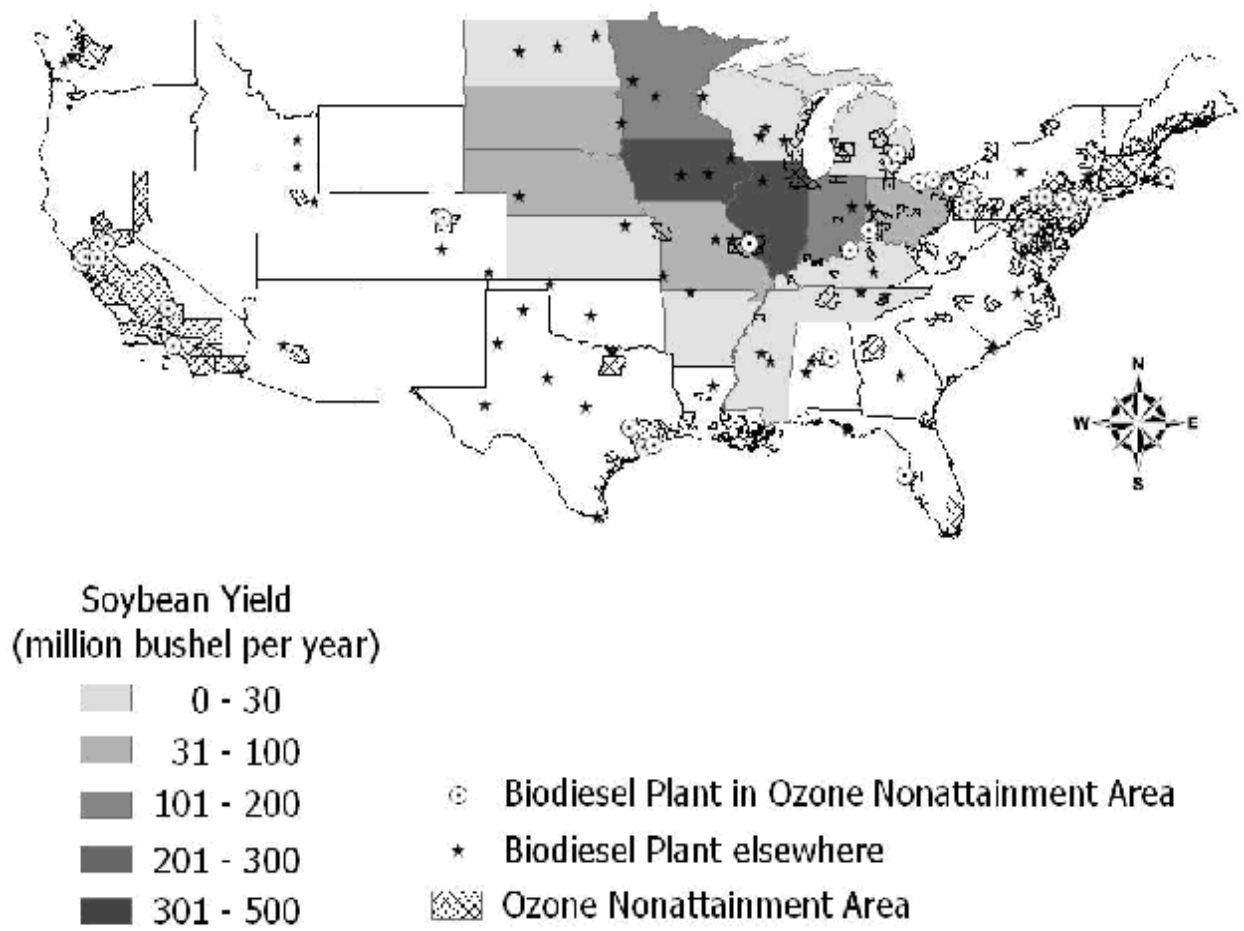 N
W
E
S
Soybean Yield
(million bushel per year)
0 - 30
31 - 100
101 - 200
201 - 300
301 - 500
Biodiesel Plant in Ozone Nonattainment Area
Biodiesel Plant elsewhere
Ozone Nonattainment Area